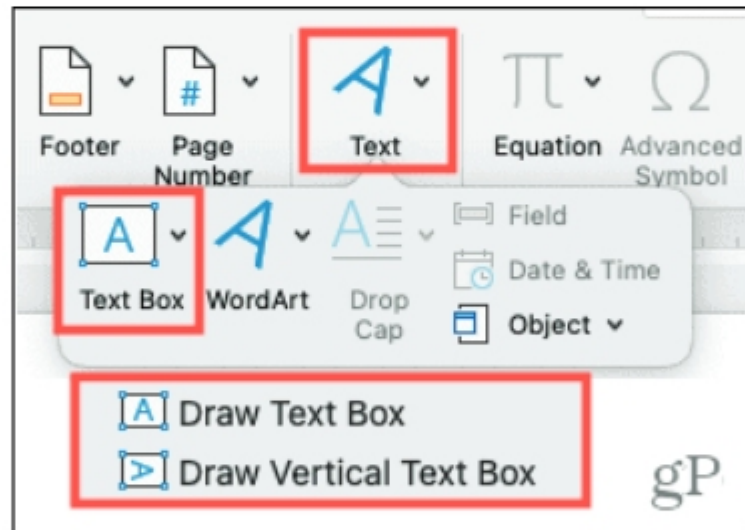 Footer
Page Number
Text
Equation
Advanced Symbol
Text Box
WordArt
Drop Cap
Field
Date & Time
Object
Draw Text Box
Draw Vertical Text Box
gP